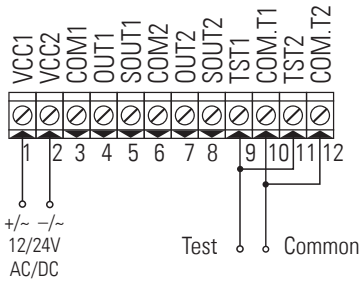 VCC1 VCC2 COM1 OUT1 SOUT1 COM2 OUT2 SOUT2 TST1 COM.T1 TST2 COM.T2
1 2 3 4 5 6 7 8 9 10 11 12
+/~ –/~
12/24V
AC/DC
Test Common